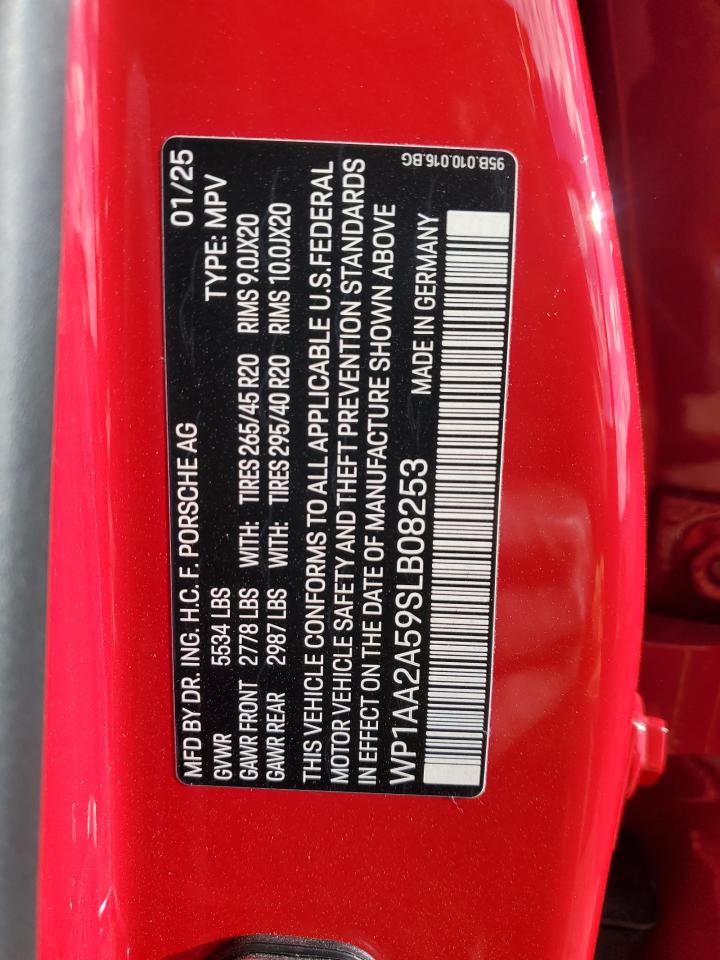 MFD BY DR. ING. H.C. F. PORSCHE AG 01/25
GVWR 5534 LBS TYPE: MPV
GAWR FRONT 2778 LBS WITH: TIRES 265/45 R20 RIMS 9.0JX20
GAWR REAR 2987 LBS WITH: TIRES 295/40 R20 RIMS 10.0JX20
THIS VEHICLE CONFORMS TO ALL APPLICABLE U.S. FEDERAL
MOTOR VEHICLE SAFETY AND THEFT PREVENTION STANDARDS
IN EFFECT ON THE DATE OF MANUFACTURE SHOWN ABOVE
WP1AA2A59SLB08253 MADE IN GERMANY
95B.010.016.BG